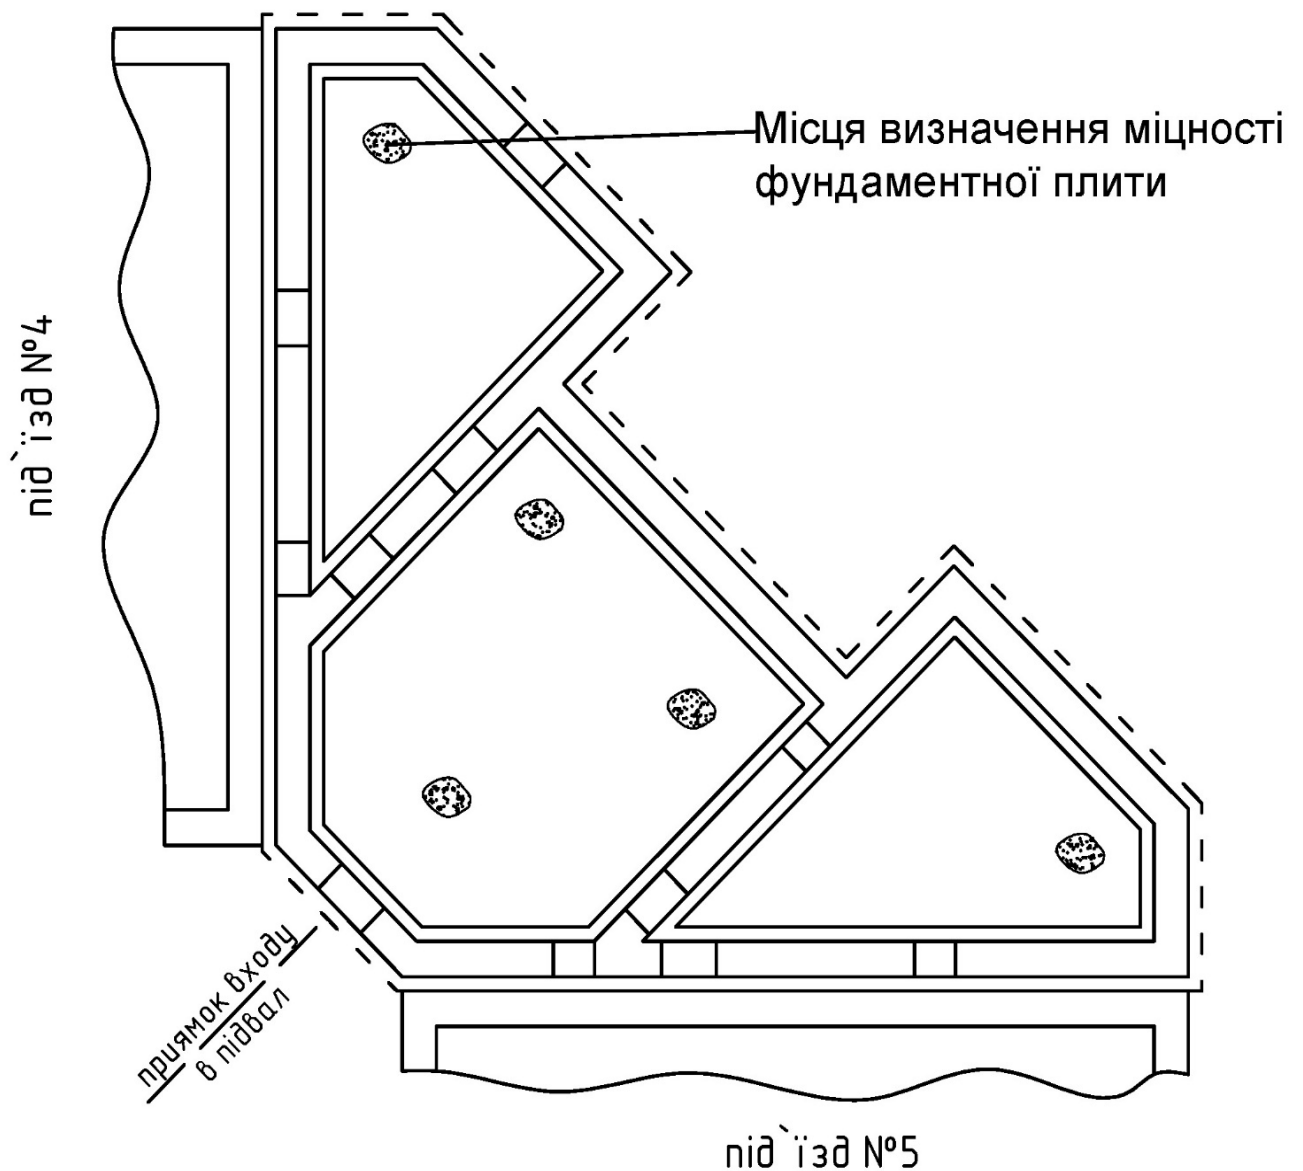 Місця визначення міцності
фундаментної плити
під`їзд №4
приямок входу
в підвал
під`їзд №5